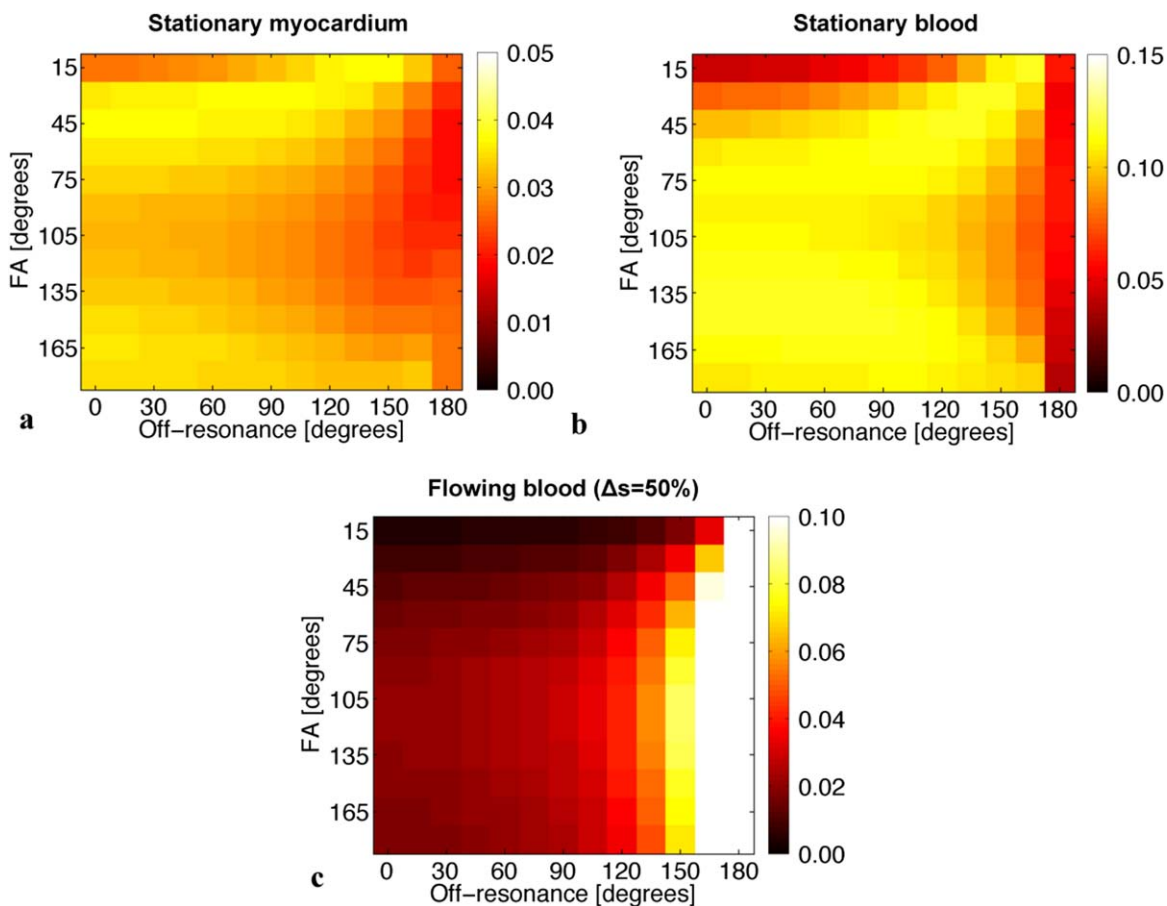 Stationary myocardium
FA [degrees]
15
45
75
105
135
165
0 30 60 90 120 150 180
Off-resonance [degrees]
0.05
0.04
0.03
0.02
0.01
0.00
a
Stationary blood
FA [degrees]
15
45
75
105
135
165
0 30 60 90 120 150 180
Off-resonance [degrees]
0.15
0.10
0.05
0.00
b
Flowing blood (Δs=50%)
FA [degrees]
15
45
75
105
135
165
0 30 60 90 120 150 180
Off-resonance [degrees]
0.10
0.08
0.06
0.04
0.02
0.00
c